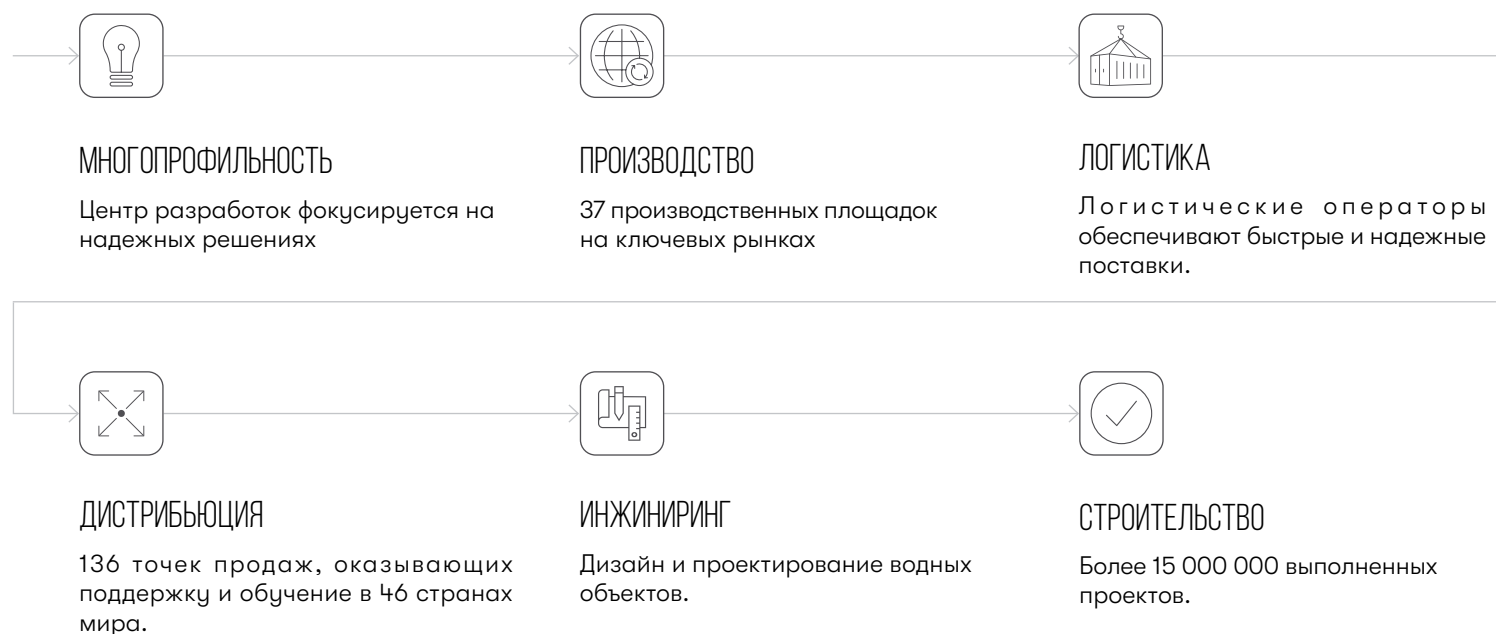 МНОГОПРОФИЛЬНОСТЬ
Центр разработок фокусируется на
надежных решениях
ПРОИЗВОДСТВО
37 производственных площадок
на ключевых рынках
ЛОГИСТИКА
Логистические операторы
обеспечивают быстрые и надежные
поставки.
ДИСТРИБЬЮЦИЯ
136 точек продаж, оказывающих
поддержку и обучение в 46 странах
мира.
ИНЖИНИРИНГ
Дизайн и проектирование водных
объектов.
СТРОИТЕЛЬСТВО
Более 15 000 000 выполненных
проектов.